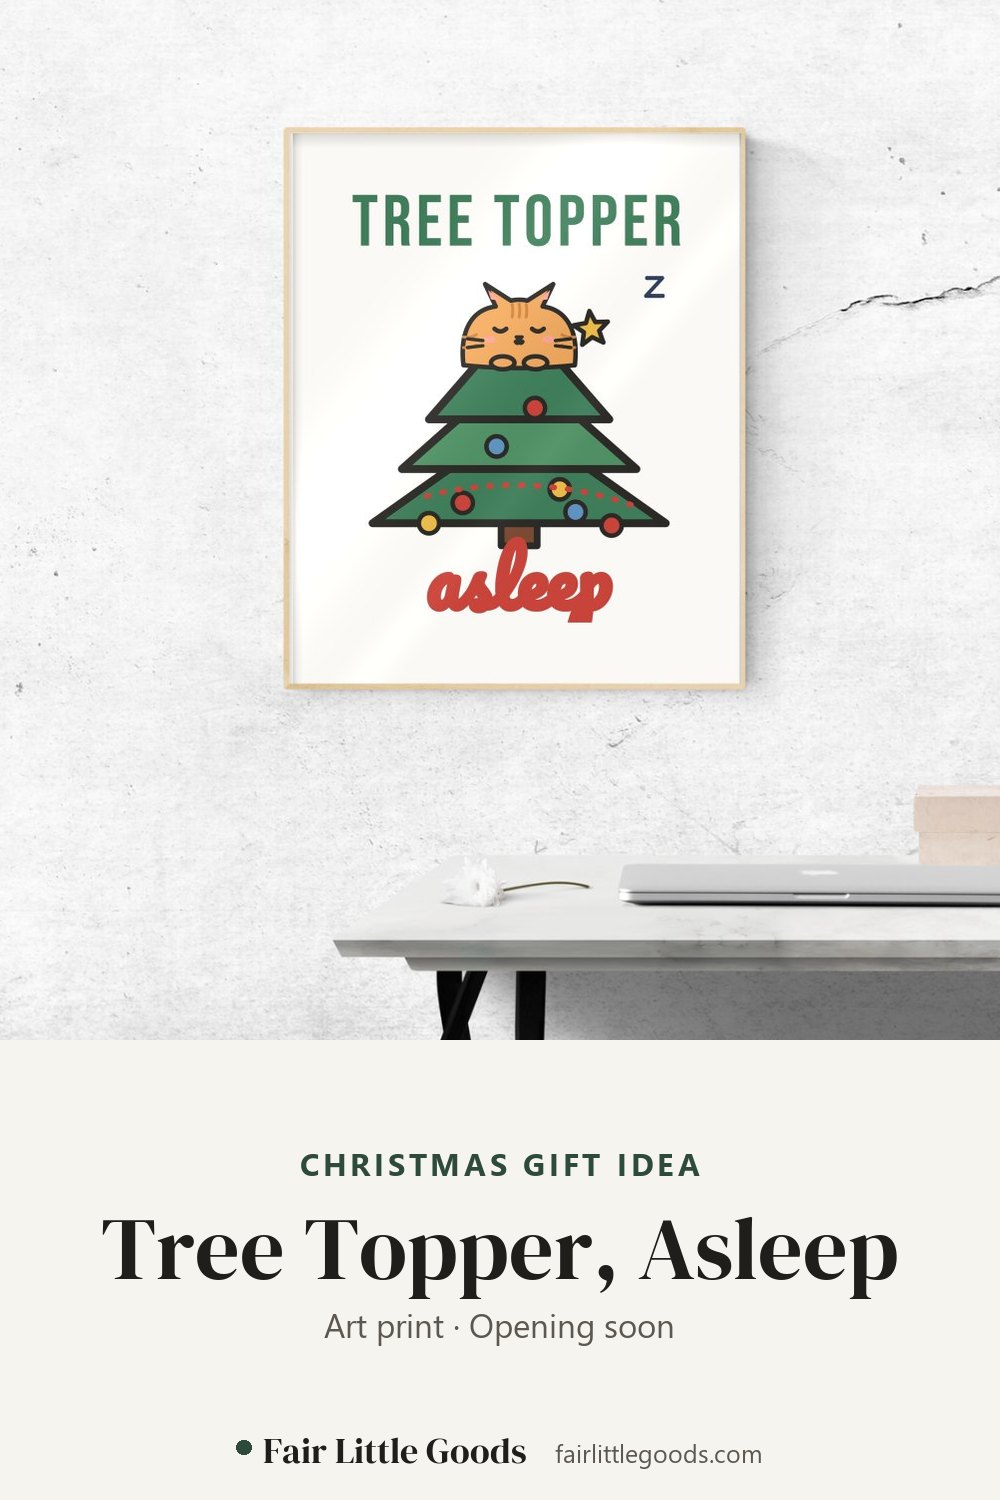 TREE TOPPER
Z
asleep
CHRISTMAS GIFT IDEA
Tree Topper, Asleep
Art print · Opening soon
Fair Little Goods fairlittlegoods.com